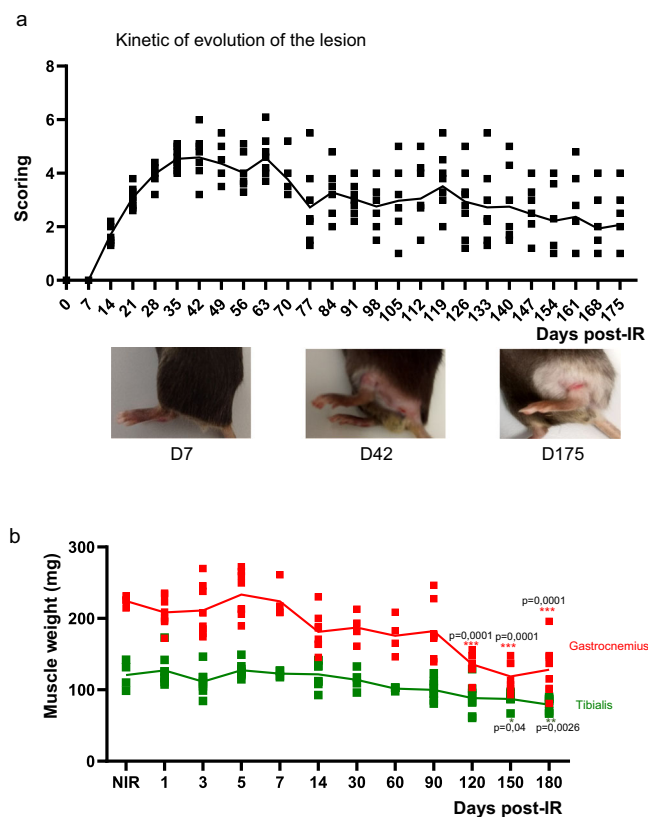 a
Kinetic of evolution of the lesion
8
6
4
2
0
Scoring
0 7 14 21 28 35 42 49 56 63 70 77 84 91 98 105 112 119 126 133 140 147 154 161 168 175
Days post-IR
D7 D42 D175
b
300
200
100
0
Muscle weight (mg)
p=0,0001
***
p=0,0001 p=0,0001
*** ***
Gastrocnemius
Tibialis
* **
p=0,04 p=0,0026
NIR 1 3 5 7 14 30 60 90 120 150 180
Days post-IR